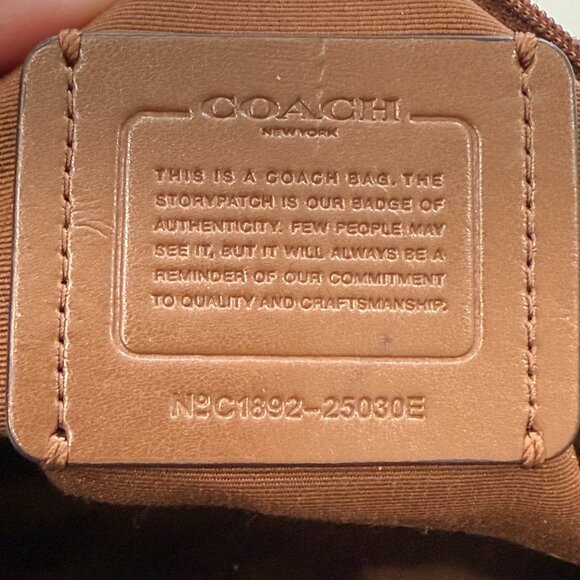 COACH
NEW YORK
THIS IS A COACH BAG. THE
STORYPATCH IS OUR BADGE OF
AUTHENTICITY. FEW PEOPLE MAY
SEE IT, BUT IT WILL ALWAYS BE A
REMINDER OF OUR COMMITMENT
TO QUALITY AND CRAFTSMANSHIP.
Nº C1892-25030E